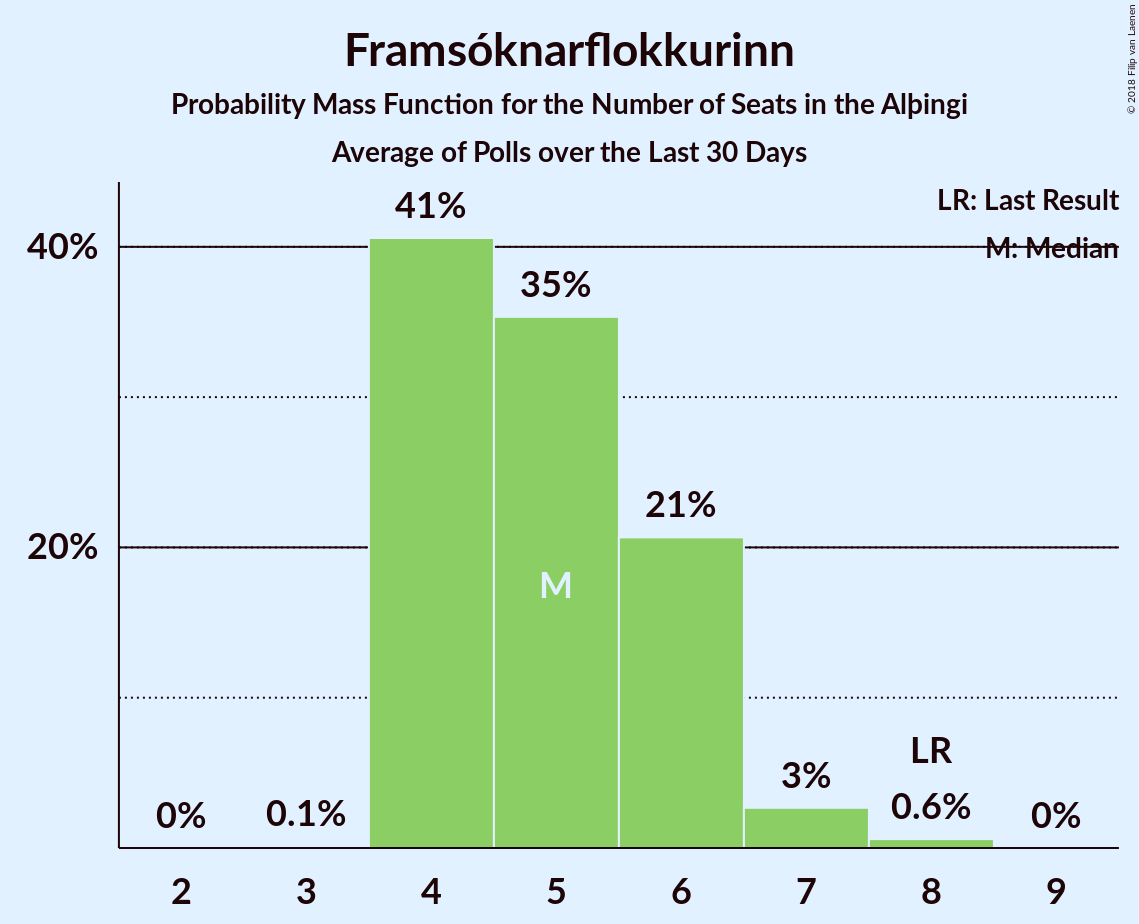 Framsóknarflokkurinn
Probability Mass Function for the Number of Seats in the Alþingi
Average of Polls over the Last 30 Days
© 2018 Filip van Laenen
LR: Last Result
M: Median
40%
20%
41%
35%
21%
M
3%
LR
0%
0.1%
0.6%
0%
2 3 4 5 6 7 8 9